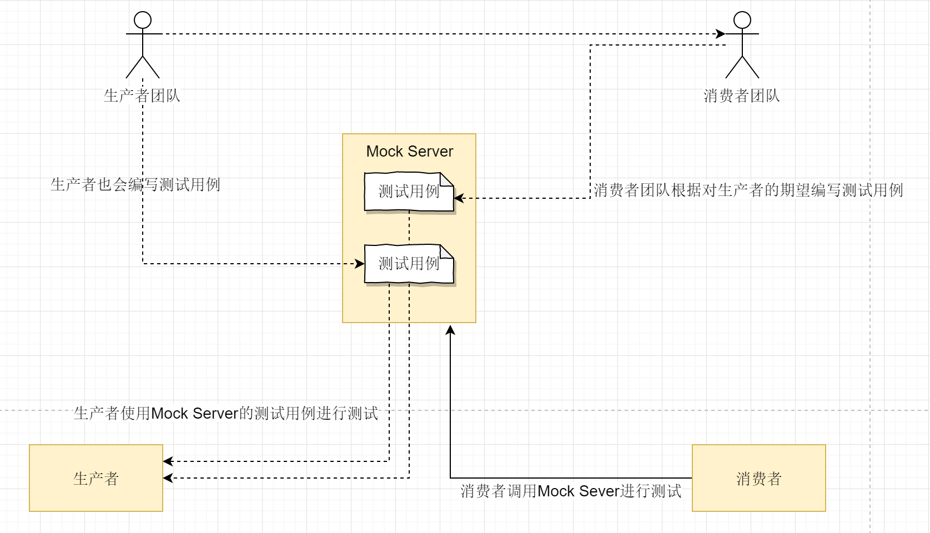 生产者团队
消费者团队
Mock Server
测试用例
生产者也会编写测试用例
消费者团队根据对生产者的期望编写测试用例
测试用例
生产者使用Mock Server的测试用例进行测试
生产者
消费者
消费者调用Mock Sever进行测试